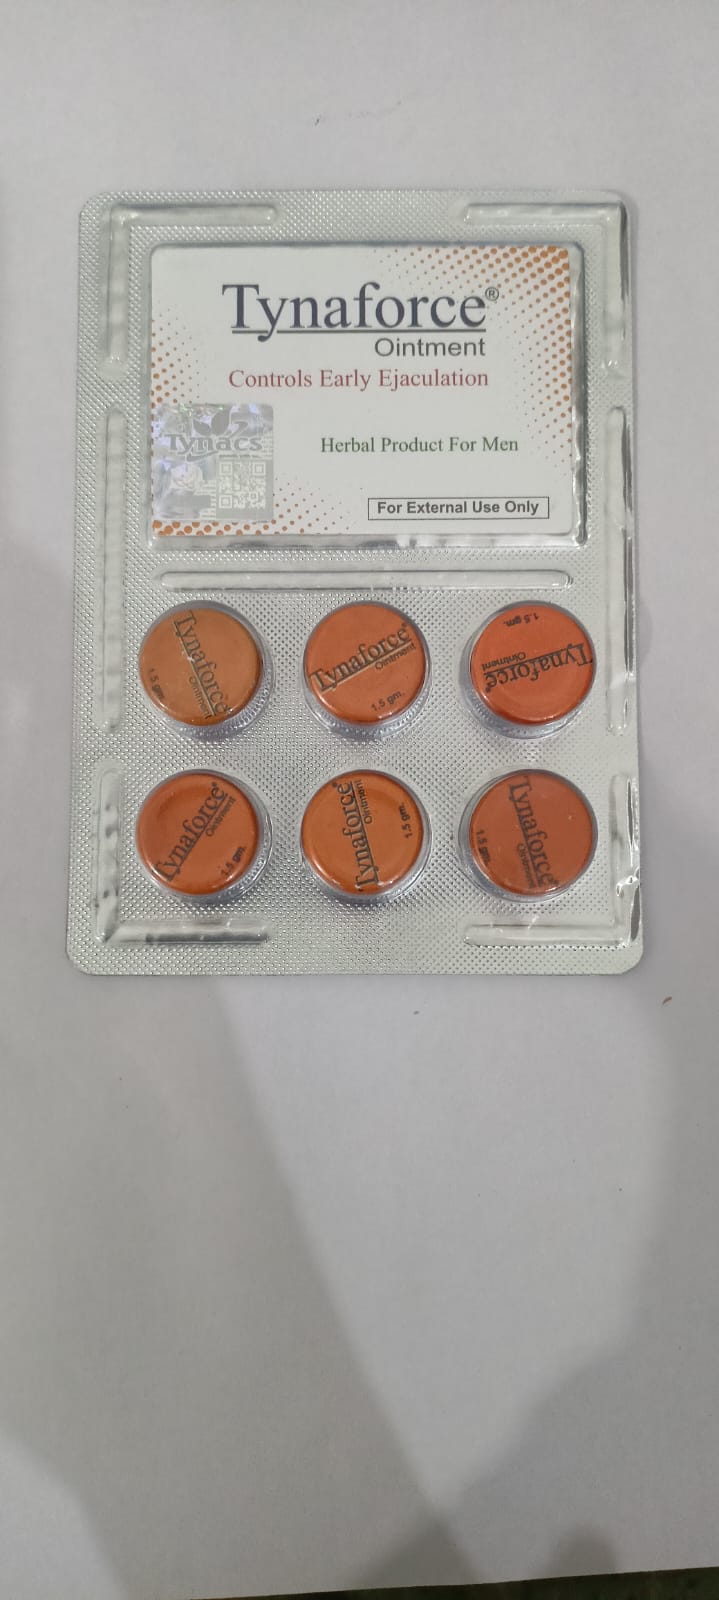 Tynaforce®
Ointment
Controls Early Ejaculation
Tynacs
Herbal Product For Men
For External Use Only
Tynaforce®
Ointment
1.5 gm.
Tynaforce®
Ointment
1.5 gm.
Tynaforce®
Ointment
1.5 gm.
Tynaforce®
Ointment
1.5 gm.
Tynaforce®
Ointment
1.5 gm.
Tynaforce®
Ointment
1.5 gm.